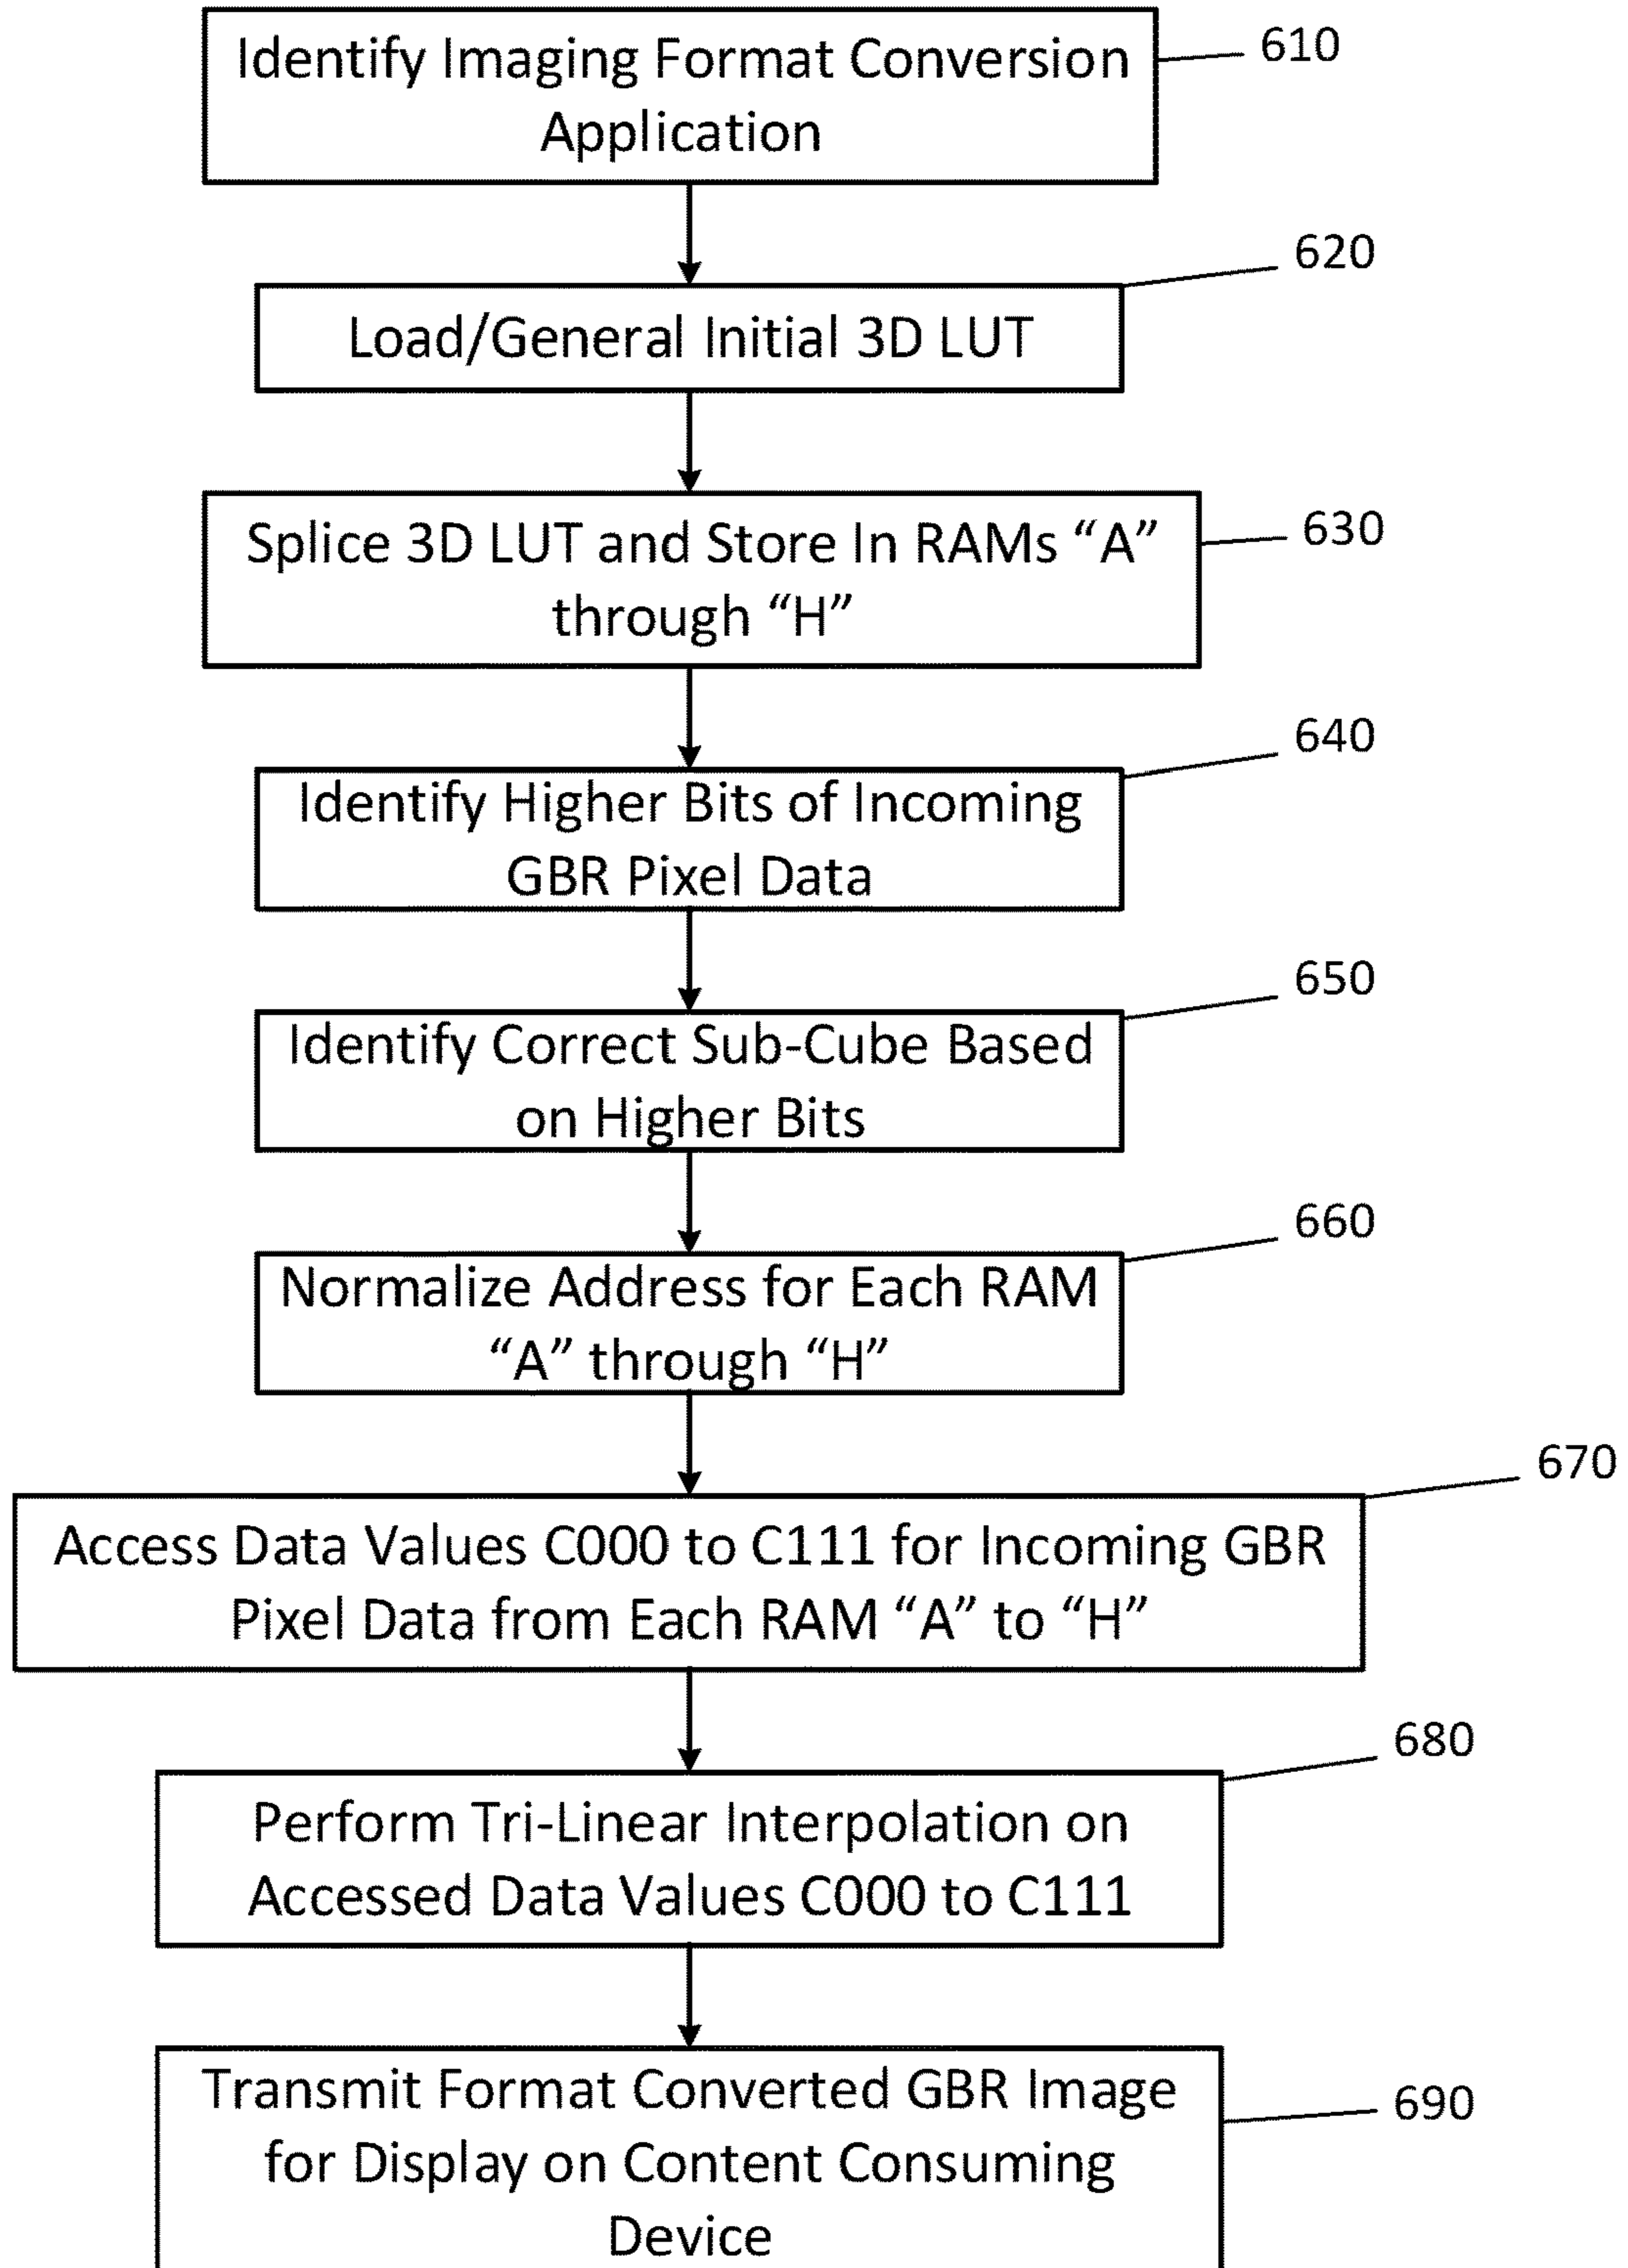 Identify Imaging Format Conversion
Application
610
620
Load/General Initial 3D LUT
Splice 3D LUT and Store In RAMs “A”
through “H”
630
640
Identify Higher Bits of Incoming
GBR Pixel Data
650
Identify Correct Sub-Cube Based
on Higher Bits
660
Normalize Address for Each RAM
“A” through “H”
670
Access Data Values C000 to C111 for Incoming GBR
Pixel Data from Each RAM “A” to “H”
680
Perform Tri-Linear Interpolation on
Accessed Data Values C000 to C111
Transmit Format Converted GBR Image
for Display on Content Consuming
Device
690